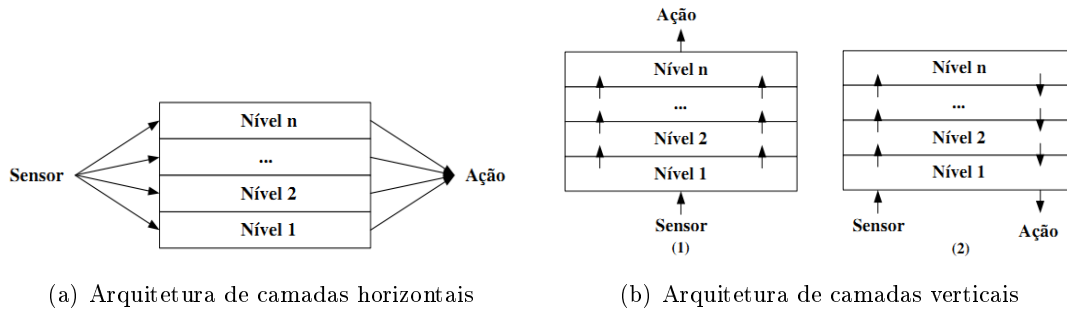 Sensor
Nível n
...
Nível 2
Nível 1
Ação
(a) Arquitetura de camadas horizontais
Ação
Nível n
...
Nível 2
Nível 1
Sensor
(1)
Nível n
...
Nível 2
Nível 1
Sensor
Ação
(2)
(b) Arquitetura de camadas verticais